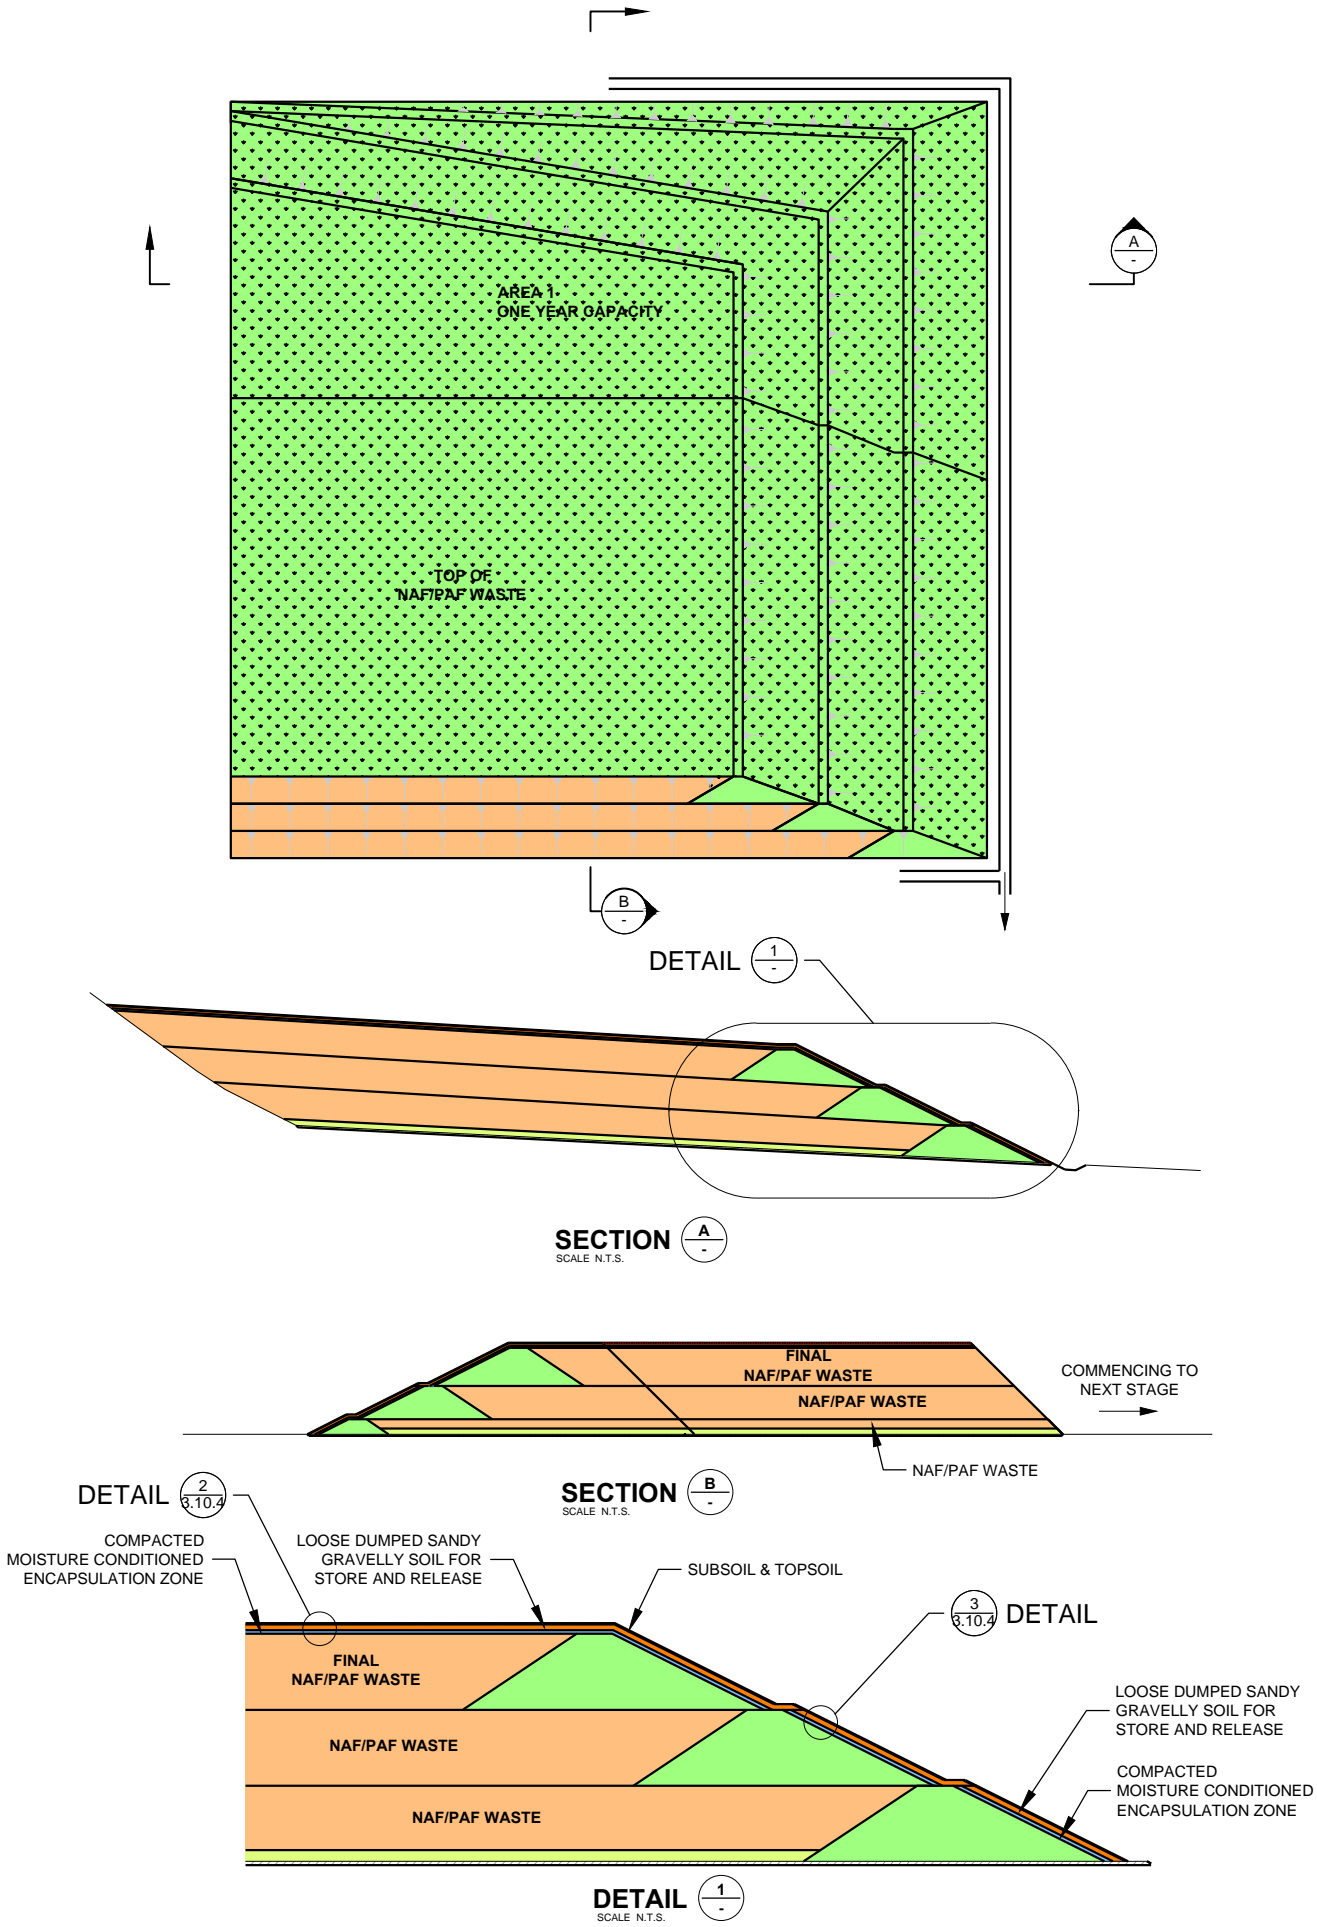 A
-
AREA 1
ONE YEAR CAPACITY
TOP OF
NAF/PAF WASTE
B
-
DETAIL 1
-
SECTION A
-
SCALE N.T.S.
FINAL
NAF/PAF WASTE
NAF/PAF WASTE
COMMENCING TO
NEXT STAGE
NAF/PAF WASTE
SECTION B
-
SCALE N.T.S.
DETAIL 2
3.10.4
COMPACTED
MOISTURE CONDITIONED
ENCAPSULATION ZONE
LOOSE DUMPED SANDY
GRAVELLY SOIL FOR
STORE AND RELEASE
SUBSOIL & TOPSOIL
3 DETAIL
3.10.4
FINAL
NAF/PAF WASTE
NAF/PAF WASTE
NAF/PAF WASTE
LOOSE DUMPED SANDY
GRAVELLY SOIL FOR
STORE AND RELEASE
COMPACTED
MOISTURE CONDITIONED
ENCAPSULATION ZONE
DETAIL 1
-
SCALE N.T.S.